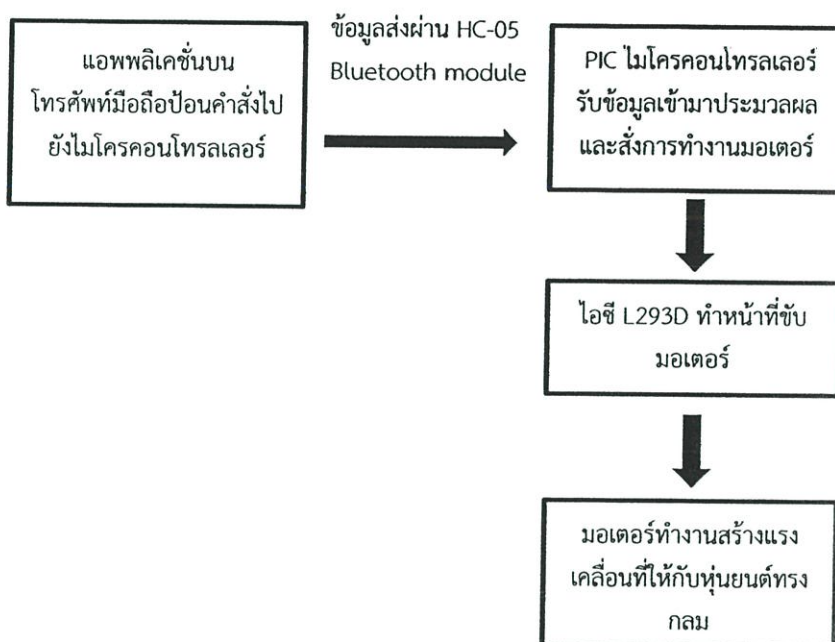 แอพพลิเคชั่นบน
โทรศัพท์มือถือป้อนคำสั่งไป
ยังไมโครคอนโทรลเลอร์
ข้อมูลส่งผ่าน HC-05
Bluetooth module
PIC ไมโครคอนโทรลเลอร์
รับข้อมูลเข้ามาประมวลผล
และสั่งการทำงานมอเตอร์
ไอซี L293D ทำหน้าที่ขับ
มอเตอร์
มอเตอร์ทำงานสร้างแรง
เคลื่อนที่ให้กับหุ่นยนต์ทรง
กลม